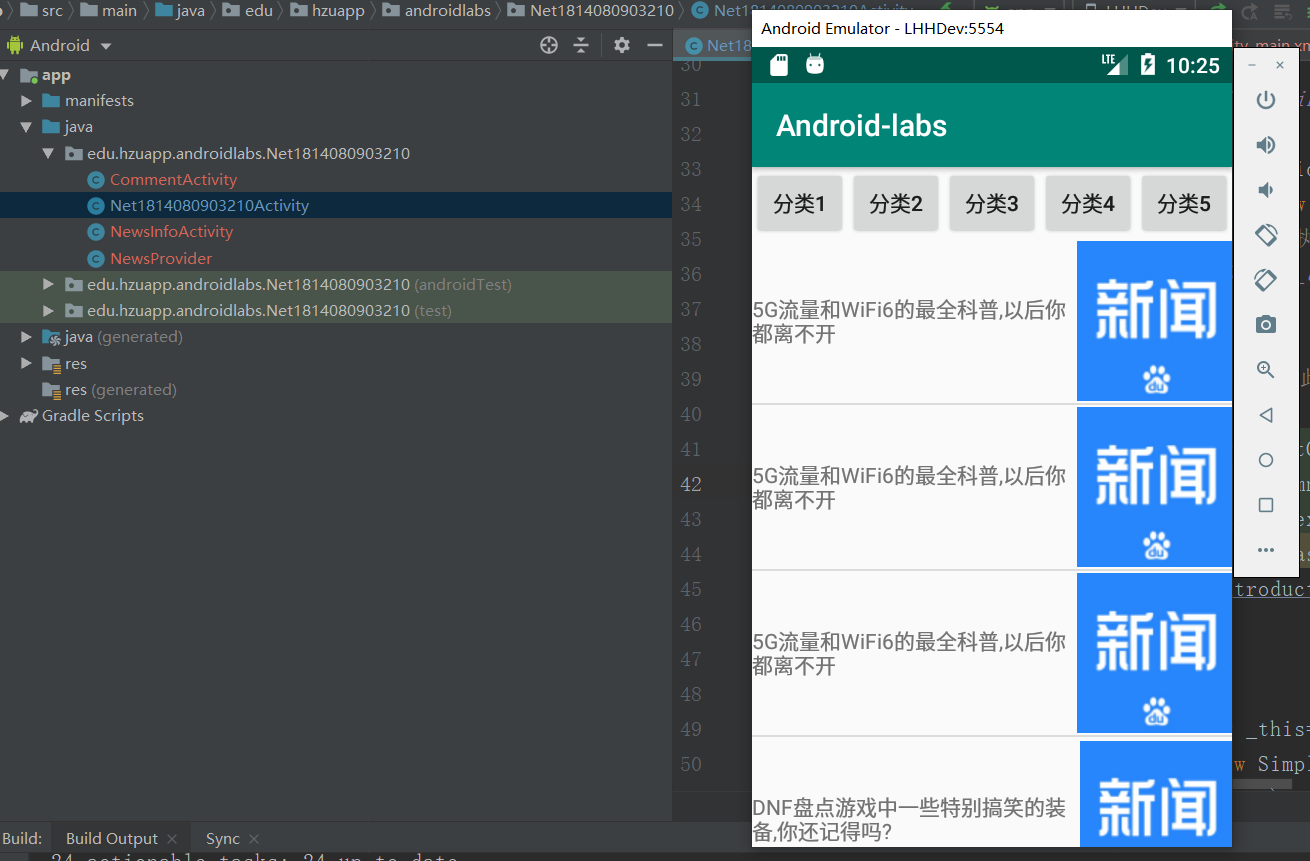 src main java edu hzuapp androidlabs Net1814080903210 Net1814080903210Activity
Android
app
manifests
java
edu.hzuapp.androidlabs.Net1814080903210
CommentActivity
Net1814080903210Activity
NewsInfoActivity
NewsProvider
edu.hzuapp.androidlabs.Net1814080903210 (androidTest)
edu.hzuapp.androidlabs.Net1814080903210 (test)
java (generated)
res
res (generated)
Gradle Scripts
Build:
Build Output
Sync
24 actionable tasks: 24 up-to-date
Net18
30
31
32
33
34
35
36
37
38
39
40
41
42
43
44
45
46
47
48
49
50
Android Emulator - LHHDev:5554
LTE 10:25
Android-labs
分类1 分类2 分类3 分类4 分类5
5G流量和WiFi6的最全科普,以后你
都离不开
新闻
du
5G流量和WiFi6的最全科普,以后你
都离不开
新闻
du
5G流量和WiFi6的最全科普,以后你
都离不开
新闻
du
DNF盘点游戏中一些特别搞笑的装
备,你还记得吗?
新闻
_main.xm
troduct
_this=
w Simpl